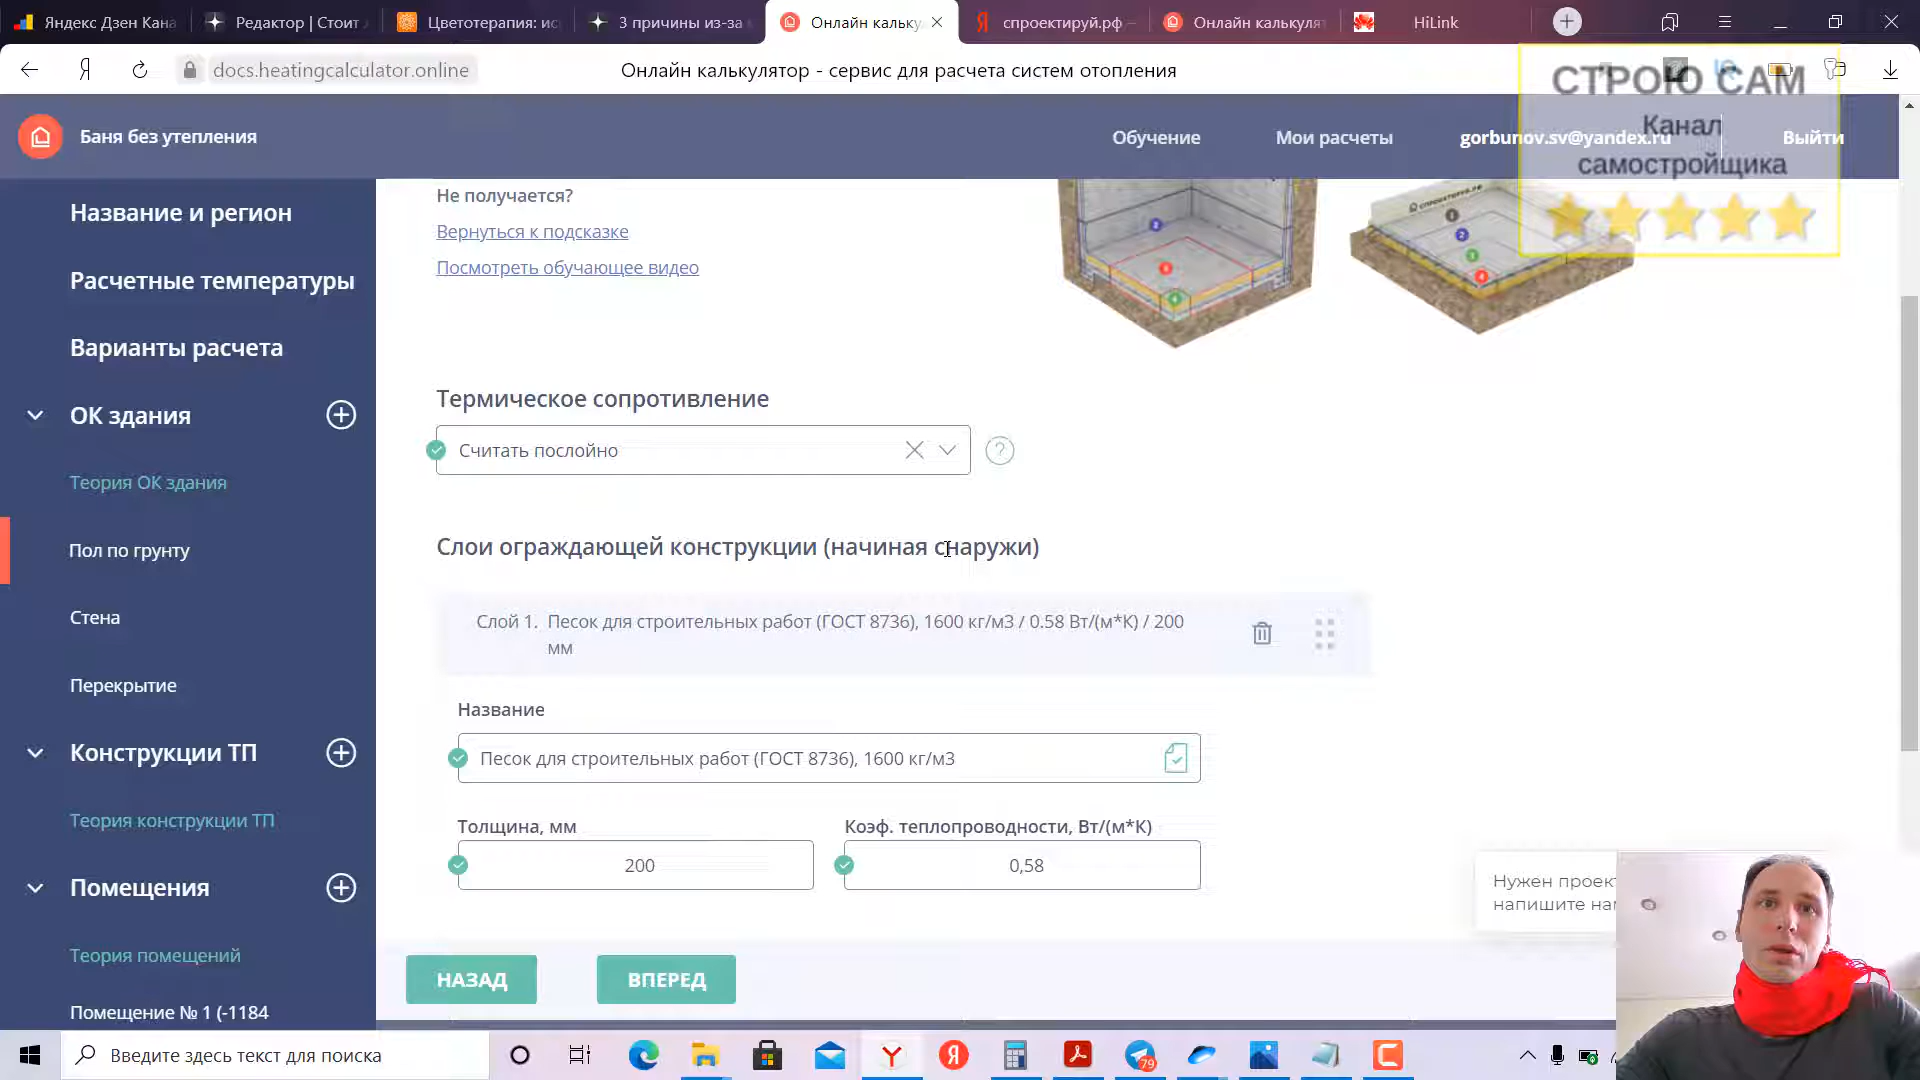 Яндекс Дзен Кана
Редактор | Стоит
Цветотерапия: ис
3 причины из-за
Онлайн кальку
спроектируй.рф –
Онлайн калькуля
HiLink
docs.heatingcalculator.online
Онлайн калькулятор - сервис для расчета систем отопления
СТРОЮ САМ
Канал
самостройщика
Баня без утепления
Обучение
Мои расчеты
gorbunov.sv@yandex.ru
Выйти
Название и регион
Расчетные температуры
Варианты расчета
ОК здания
Теория ОК здания
Пол по грунту
Стена
Перекрытие
Конструкции ТП
Теория конструкции ТП
Помещения
Теория помещений
Помещение № 1 (-1184
Не получается?
Вернуться к подсказке
Посмотреть обучающее видео
Термическое сопротивление
Считать послойно
Слои ограждающей конструкции (начиная снаружи)
Слой 1. Песок для строительных работ (ГОСТ 8736), 1600 кг/м3 / 0.58 Вт/(м*К) / 200
мм
Название
Песок для строительных работ (ГОСТ 8736), 1600 кг/м3
Толщина, мм
Коэф. теплопроводности, Вт/(м*К)
200
0,58
Нужен проект
напишите нам
НАЗАД
ВПЕРЕД
Введите здесь текст для поиска
79